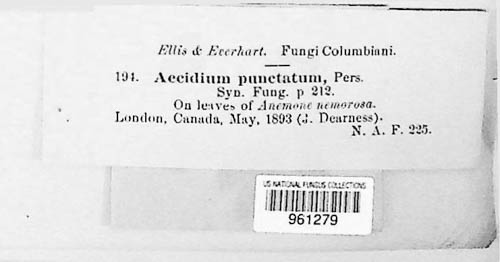 Ellis & Everhart. Fungi Columbiani.
194. Aecidium punctatum, Pers.
Syn. Fung. p 212.
On leaves of Anemone nemorosa.
London, Canada, May, 1893 (J. Dearness).
N. A. F. 225.
US NATIONAL FUNGUS COLLECTIONS
961279